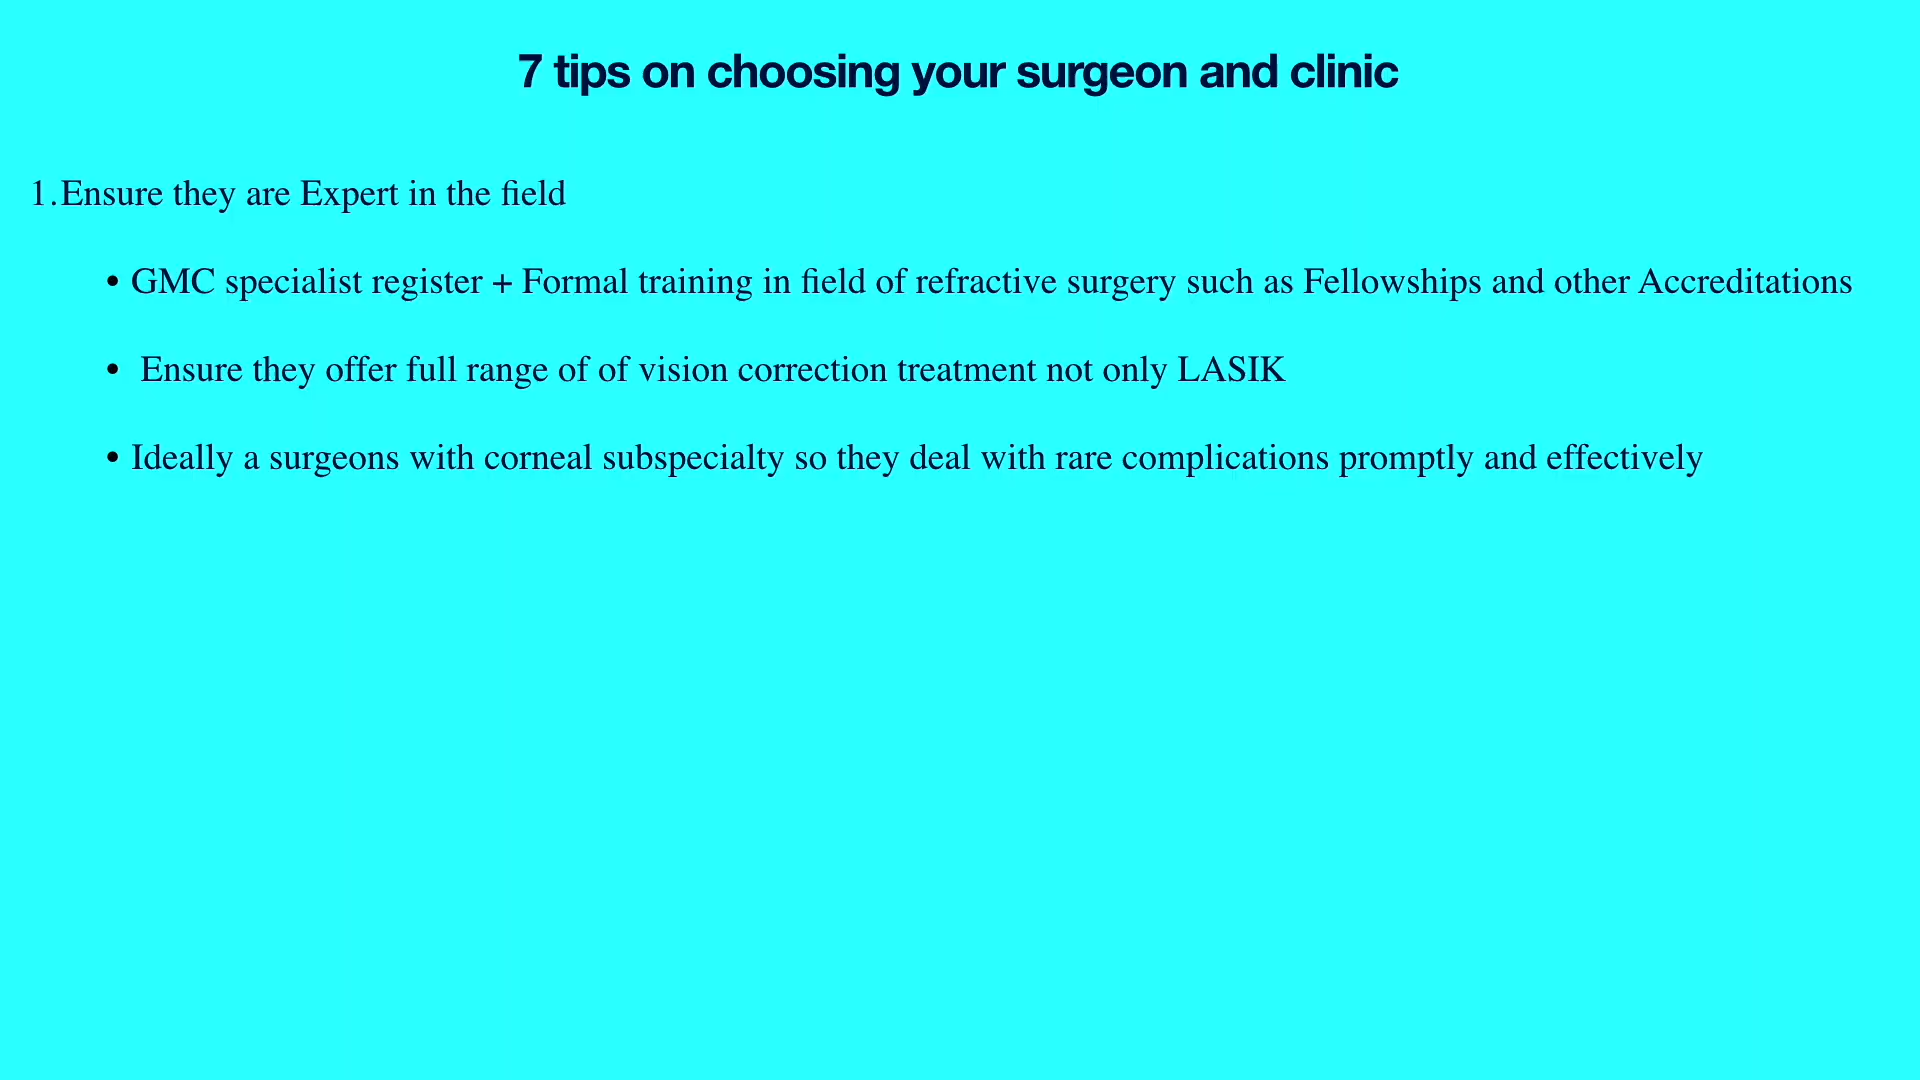 7 tips on choosing your surgeon and clinic
1.Ensure they are Expert in the field
• GMC specialist register + Formal training in field of refractive surgery such as Fellowships and other Accreditations
• Ensure they offer full range of of vision correction treatment not only LASIK
• Ideally a surgeons with corneal subspecialty so they deal with rare complications promptly and effectively